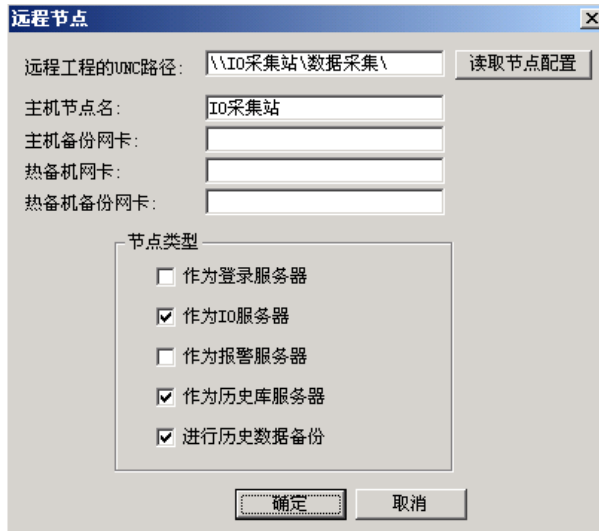 远程节点
远程工程的UNC路径: \\IO采集站\数据采集\ 读取节点配置
主机节点名: IO采集站
主机备份网卡:
热备机网卡:
热备机备份网卡:
节点类型
作为登录服务器
作为IO服务器
作为报警服务器
作为历史库服务器
进行历史数据备份
确定 取消